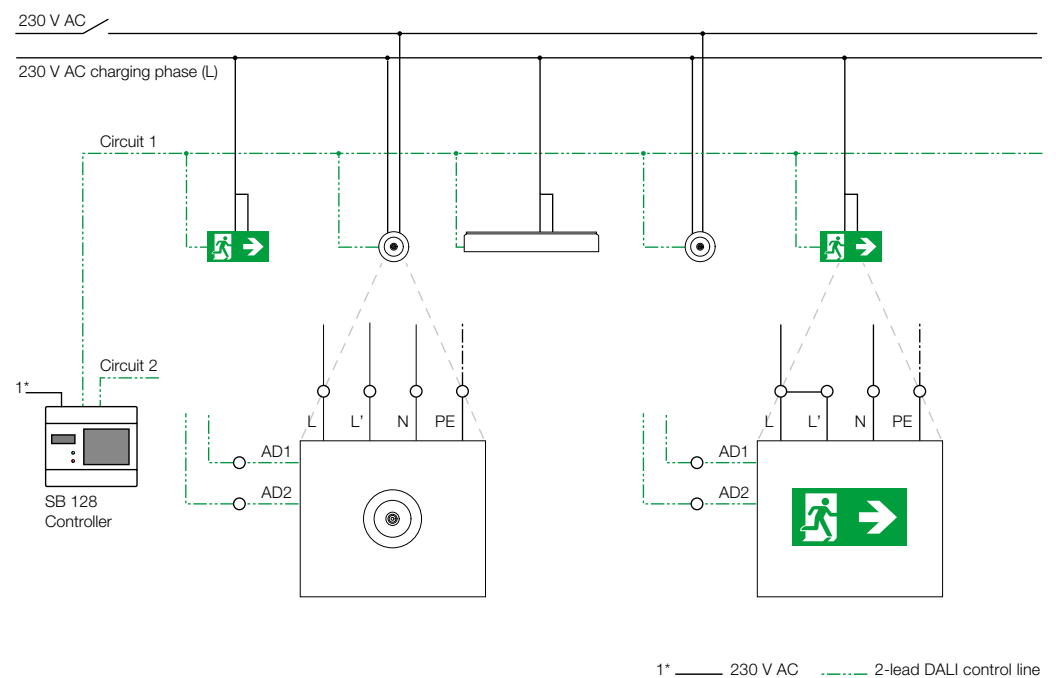 230 V AC
230 V AC charging phase (L)
Circuit 1
Circuit 2
1*
SB 128
Controller
L L' N PE
AD1
AD2
L L' N PE
AD1
AD2
1* 230 V AC 2-lead DALI control line